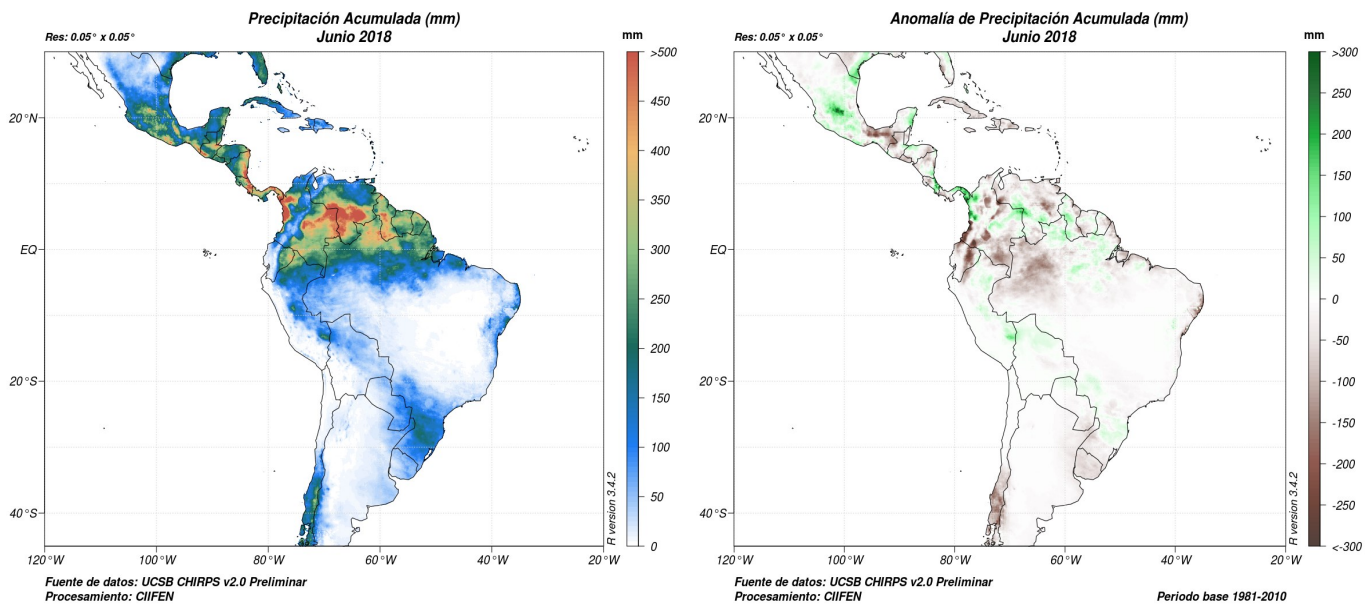 Precipitación Acumulada (mm)
Junio 2018
Res: 0.05° x 0.05°
mm
>500
450
400
350
300
250
200
150
100
50
0
20°N
EQ
20°S
40°S
120°W
100°W
80°W
60°W
40°W
20°W
R version 3.4.2
Fuente de datos: UCSB CHIRPS v2.0 Preliminar
Procesamiento: CIIFEN
Anomalía de Precipitación Acumulada (mm)
Junio 2018
Res: 0.05° x 0.05°
mm
>300
250
200
150
100
50
0
-50
-100
-150
-200
-250
<-300
20°N
EQ
20°S
40°S
120°W
100°W
80°W
60°W
40°W
20°W
R version 3.4.2
Fuente de datos: UCSB CHIRPS v2.0 Preliminar
Procesamiento: CIIFEN
Periodo base 1981-2010